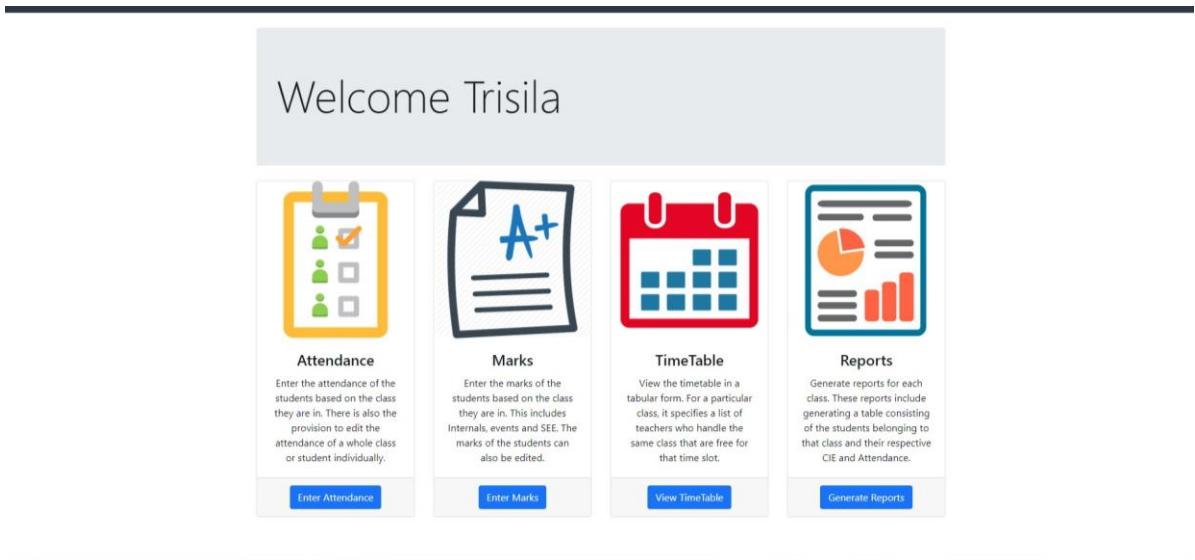 Welcome Trisila
A+
Attendance
Enter the attendance of the
students based on the class
they are in. There is also the
provision to edit the
attendance of a whole class
or student individually.
Enter Attendance
Marks
Enter the marks of the
students based on the class
they are in. This includes
Internals, events and SEE. The
marks of the students can
also be edited.
Enter Marks
TimeTable
View the timetable in a
tabular form. For a particular
class, it specifies a list of
teachers who handle the
same class that are free for
that time slot.
View TimeTable
Reports
Generate reports for each
class. These reports include
generating a table consisting
of the students belonging to
that class and their respective
CIE and Attendance.
Generate Reports